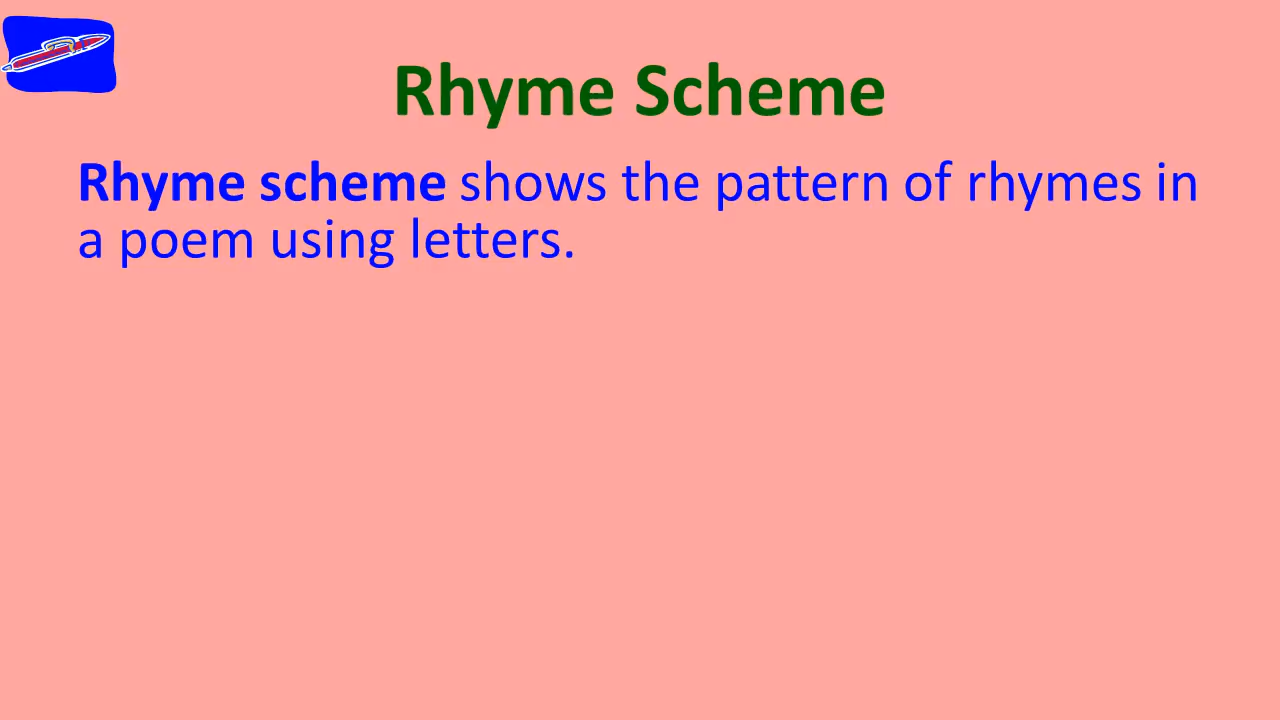 Rhyme Scheme
Rhyme scheme shows the pattern of rhymes in
a poem using letters.